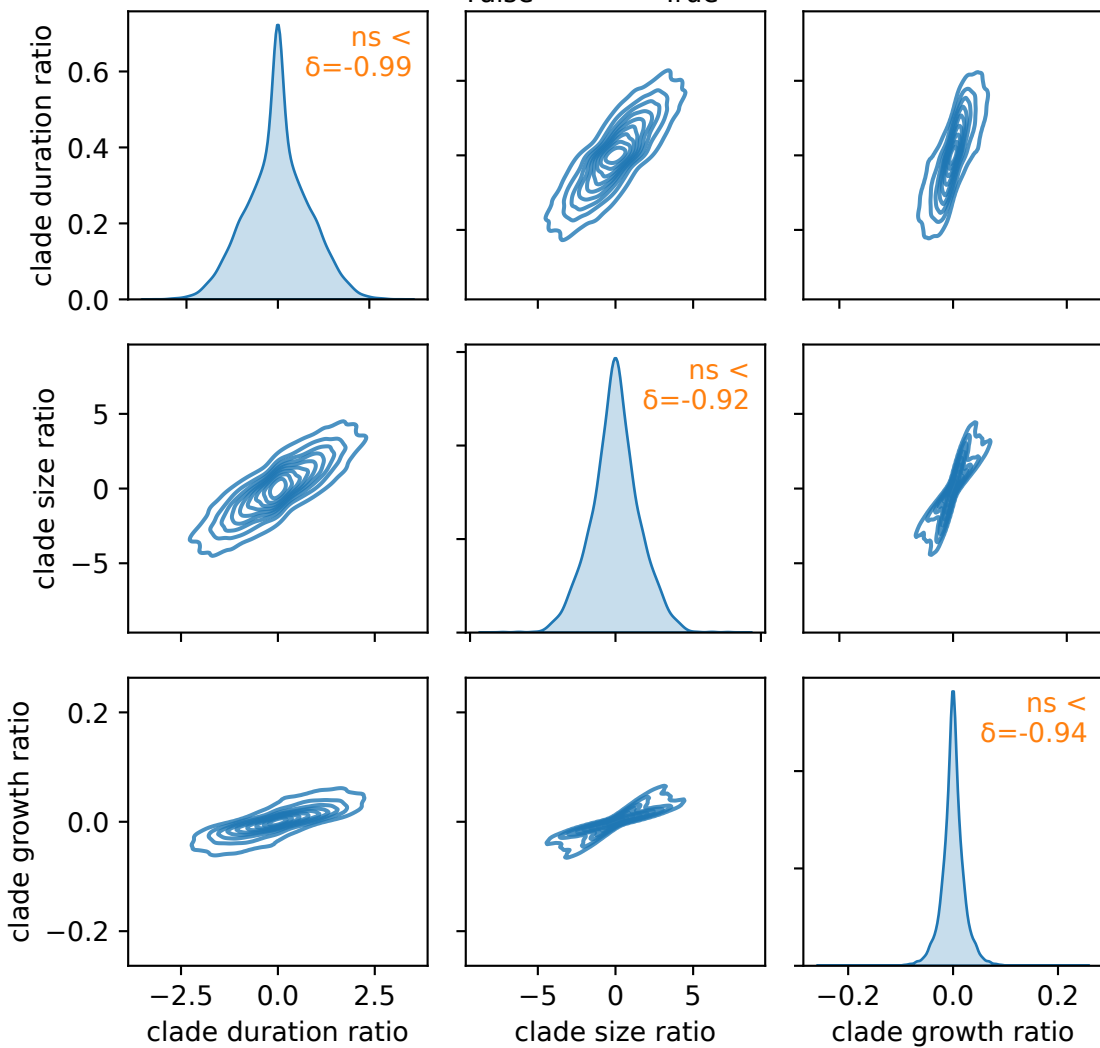 clade duration ratio
0.6
0.4
0.2
0.0
ns <
δ=-0.99
clade size ratio
5
0
−5
ns <
δ=-0.92
clade growth ratio
0.2
0.0
−0.2
ns <
δ=-0.94
−2.5 0.0 2.5
−5 0 5
−0.2 0.0 0.2
clade duration ratio
clade size ratio
clade growth ratio